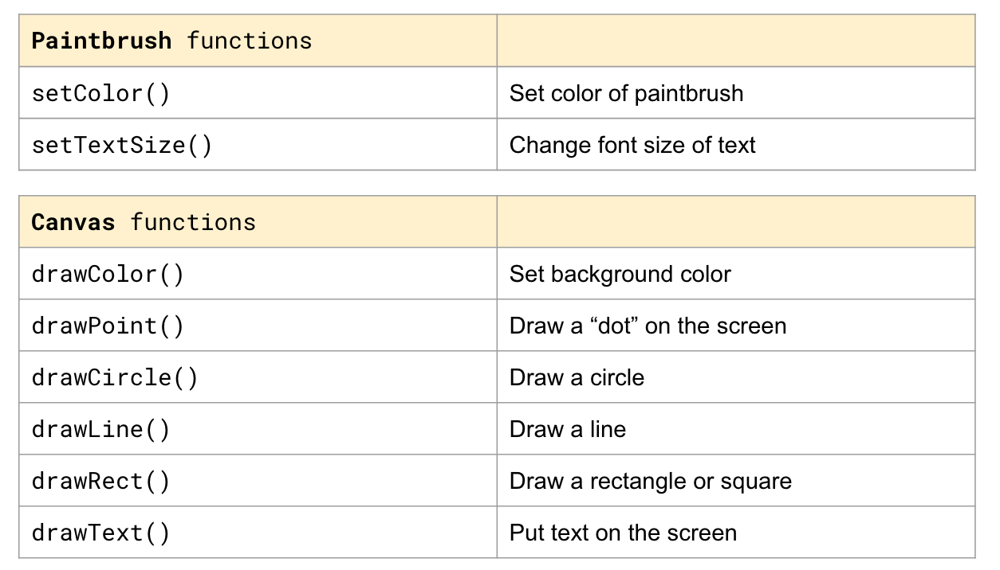 Paintbrush functions
setColor() Set color of paintbrush
setTextSize() Change font size of text
Canvas functions
drawColor() Set background color
drawPoint() Draw a “dot” on the screen
drawCircle() Draw a circle
drawLine() Draw a line
drawRect() Draw a rectangle or square
drawText() Put text on the screen